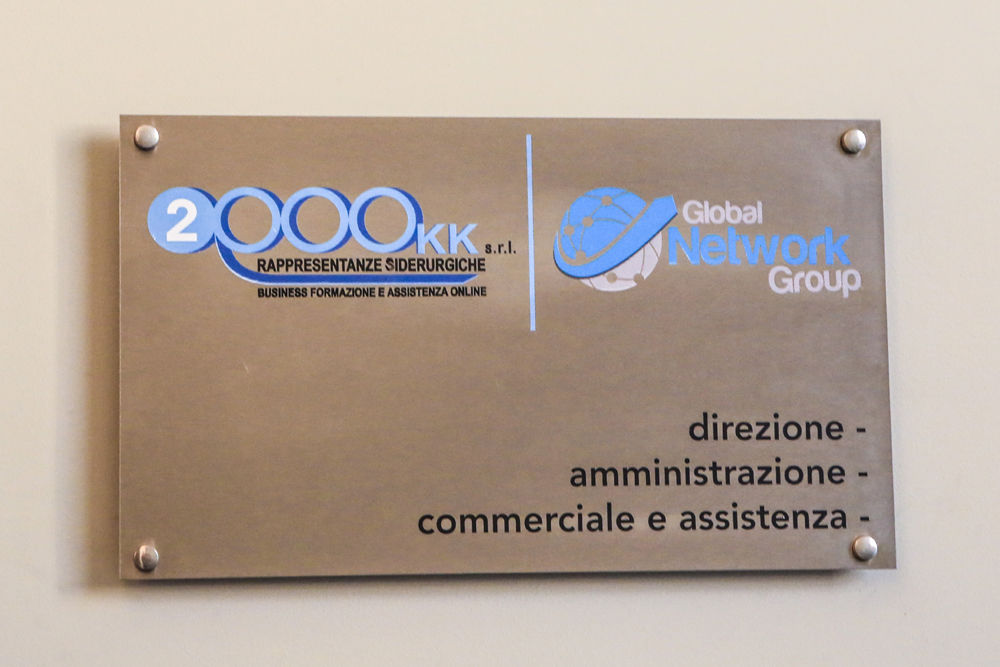 2000KK s.r.l.
RAPPRESENTANZE SIDERURGICHE
BUSINESS FORMAZIONE E ASSISTENZA ONLINE
Global
Network
Group
direzione -
amministrazione -
commerciale e assistenza -